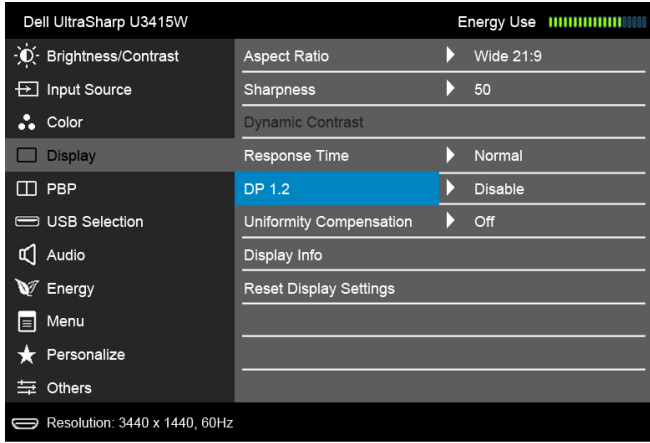 Dell UltraSharp U3415W Energy Use
Brightness/Contrast Aspect Ratio Wide 21:9
Input Source Sharpness 50
Color Dynamic Contrast
Display Response Time Normal
PBP DP 1.2 Disable
USB Selection Uniformity Compensation Off
Audio Display Info
Energy Reset Display Settings
Menu
Personalize
Others
Resolution: 3440 x 1440, 60Hz